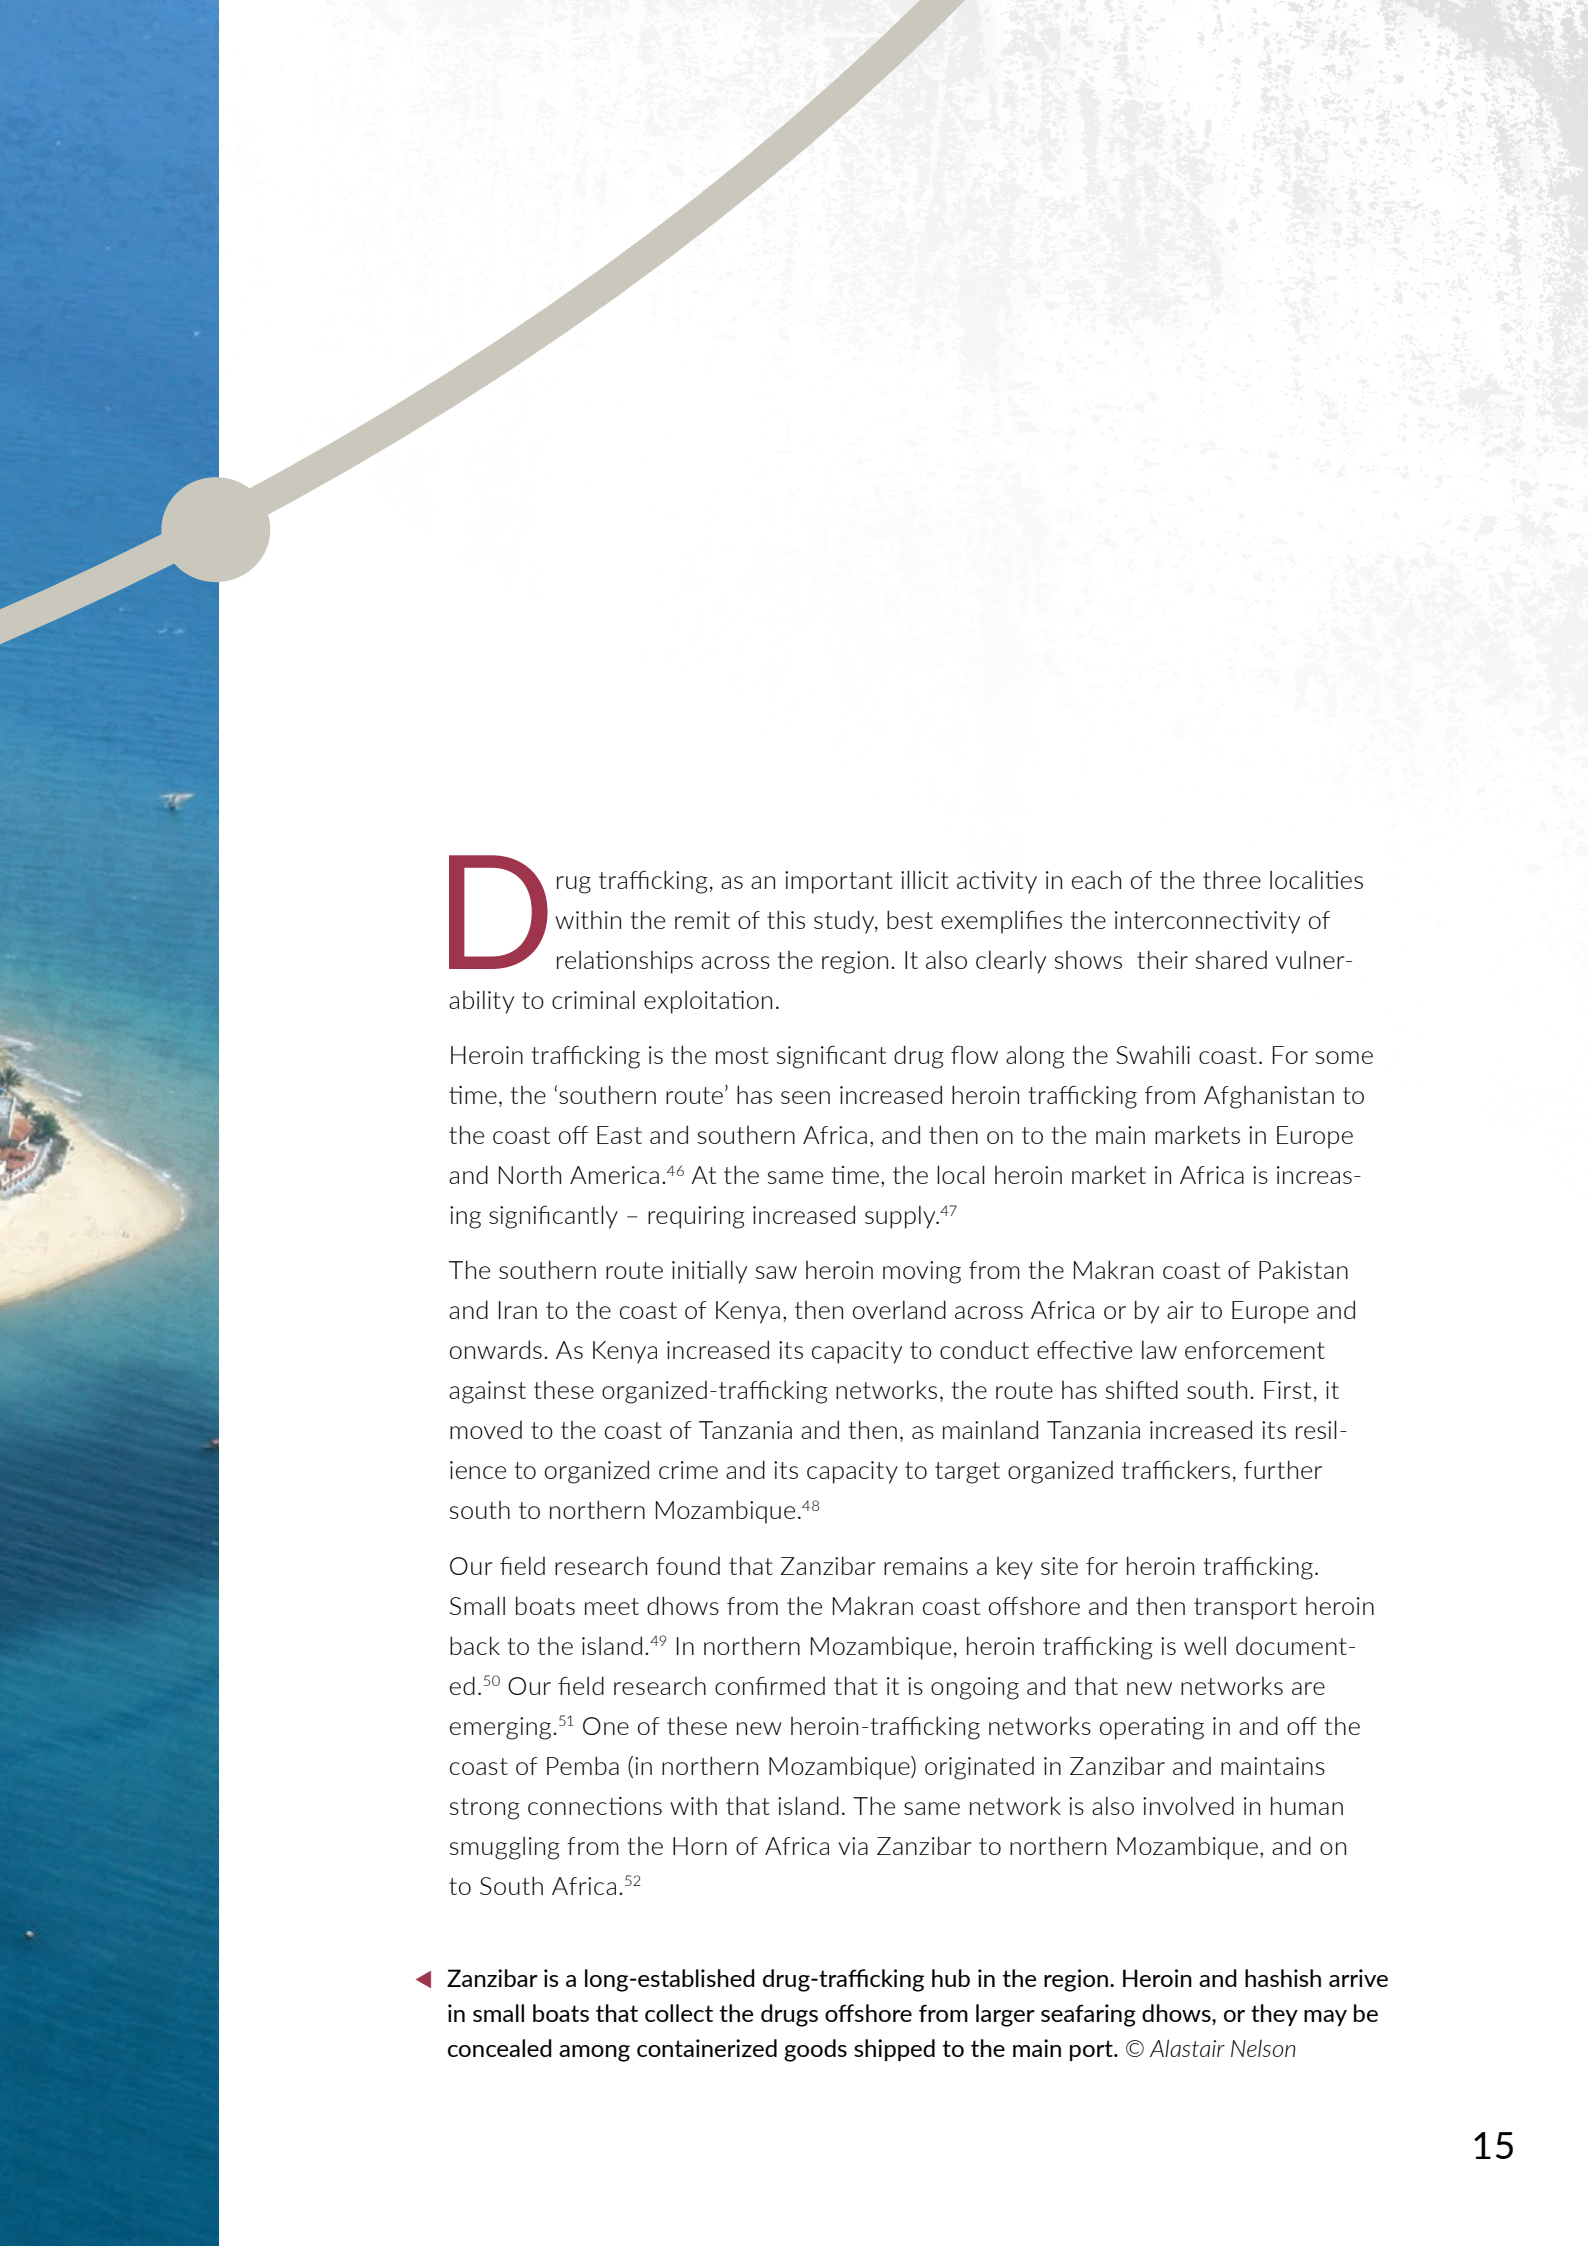 Drug trafficking, as an important illicit activity in each of the three localities
within the remit of this study, best exemplifies the interconnectivity of
relationships across the region. It also clearly shows  their shared vulner-
ability to criminal exploitation.
Heroin trafficking is the most significant drug flow along the Swahili coast. For some
time, the ‘southern route’ has seen increased heroin trafficking from Afghanistan to
the coast off East and southern Africa, and then on to the main markets in Europe
and North America.46 At the same time, the local heroin market in Africa is increas-
ing significantly – requiring increased supply.47
The southern route initially saw heroin moving from the Makran coast of Pakistan
and Iran to the coast of Kenya, then overland across Africa or by air to Europe and
onwards. As Kenya increased its capacity to conduct effective law enforcement
against these organized-trafficking networks, the route has shifted south. First, it
moved to the coast of Tanzania and then, as mainland Tanzania increased its resil-
ience to organized crime and its capacity to target organized traffickers, further
south to northern Mozambique.48
Our field research found that Zanzibar remains a key site for heroin trafficking.
Small boats meet dhows from the Makran coast offshore and then transport heroin
back to the island.49 In northern Mozambique, heroin trafficking is well document-
ed.50 Our field research confirmed that it is ongoing and that new networks are
emerging.51 One of these new heroin-trafficking networks operating in and off the
coast of Pemba (in northern Mozambique) originated in Zanzibar and maintains
strong connections with that island. The same network is also involved in human
smuggling from the Horn of Africa via Zanzibar to northern Mozambique, and on
to South Africa.52
Zanzibar is a long-established drug-trafficking hub in the region. Heroin and hashish arrive
in small boats that collect the drugs offshore from larger seafaring dhows, or they may be
concealed among containerized goods shipped to the main port. © Alastair Nelson
15